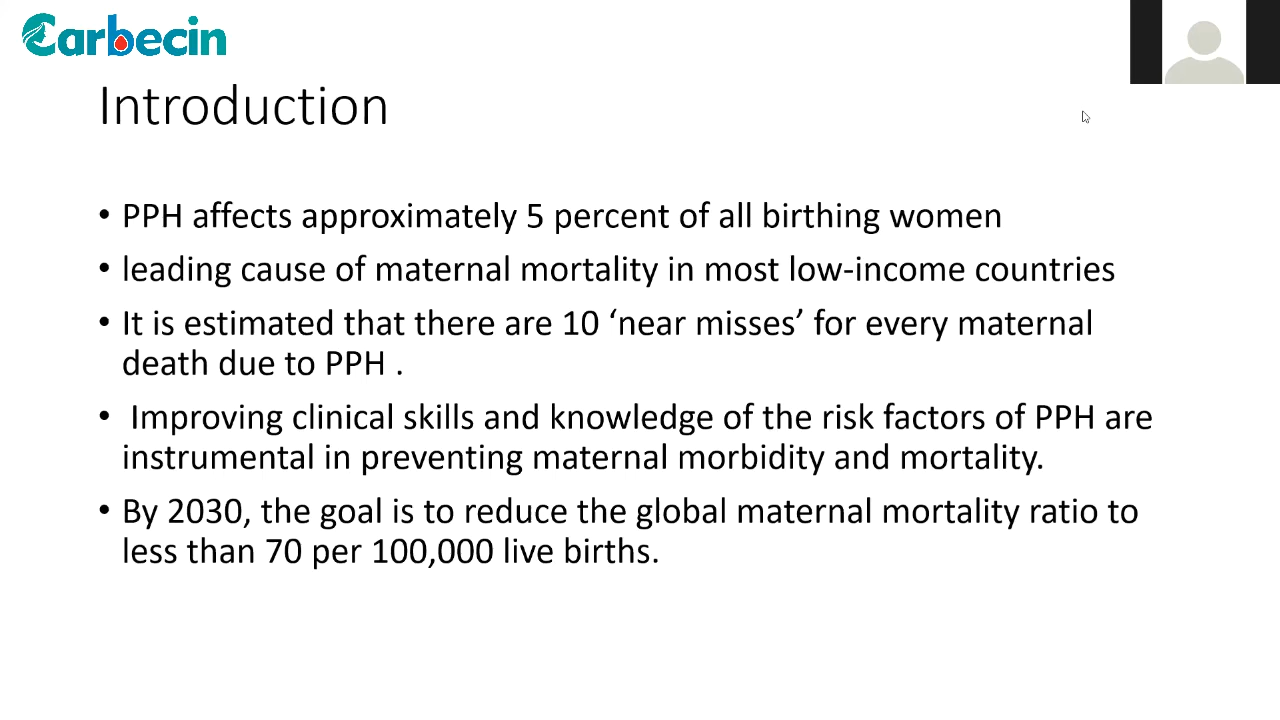 Carbecin
Introduction
• PPH affects approximately 5 percent of all birthing women
• leading cause of maternal mortality in most low-income countries
• It is estimated that there are 10 ‘near misses’ for every maternal
death due to PPH .
• Improving clinical skills and knowledge of the risk factors of PPH are
instrumental in preventing maternal morbidity and mortality.
• By 2030, the goal is to reduce the global maternal mortality ratio to
less than 70 per 100,000 live births.